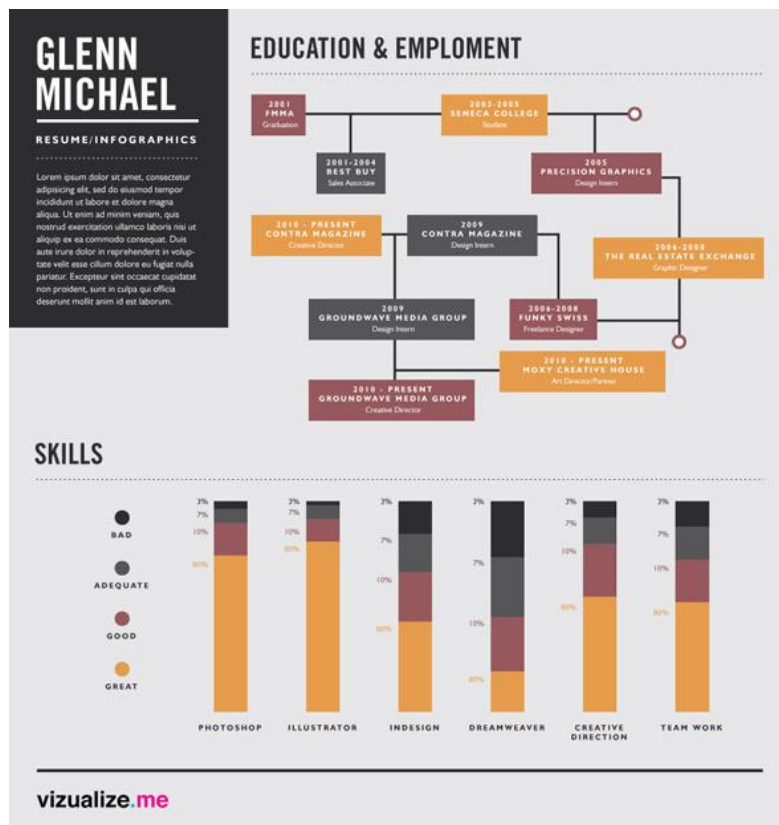 GLENN
MICHAEL
RESUME/INFOGRAPHICS
Lorem ipsum dolor sit amet, consectetur
adipisicing elit, sed do eiusmod tempor
incididunt ut labore et dolore magna
aliqua. Ut enim ad minim veniam, quis
nostrud exercitation ullamco laboris nisi ut
aliquip ex ea commodo consequat. Duis
aute irure dolor in reprehenderit in volup-
tate velit esse cillum dolore eu fugiat nulla
pariatur. Excepteur sint occaecat cupidatat
non proident, sunt in culpa qui officia
deserunt mollit anim id est laborum.
EDUCATION & EMPLOMENT
2001
FMMA
Graduation
2003-2005
SENECA COLLEGE
Student
2001-2004
BEST BUY
Sales Associate
2005
PRECISION GRAPHICS
Design Intern
2010 - PRESENT
CONTRA MAGAZINE
Creative Director
2009
CONTRA MAGAZINE
Design Intern
THE REAL ESTATE EXCHANGE
Graphic Designer
2009
GROUNDWAVE MEDIA GROUP
Design Intern
2006-2008
FUNKY SWISS
Freelance Designer
2010 - PRESENT
MOXY CREATIVE HOUSE
Art Director/Partner
2010 - PRESENT
GROUNDWAVE MEDIA GROUP
Creative Director
SKILLS
BAD
ADEQUATE
GOOD
GREAT
3%
7%
10%
80%
PHOTOSHOP
3%
7%
10%
80%
ILLUSTRATOR
3%
7%
10%
80%
INDESIGN
3%
7%
10%
80%
DREAMWEAVER
3%
7%
10%
80%
CREATIVE
DIRECTION
3%
7%
10%
80%
TEAM WORK
vizualize.me